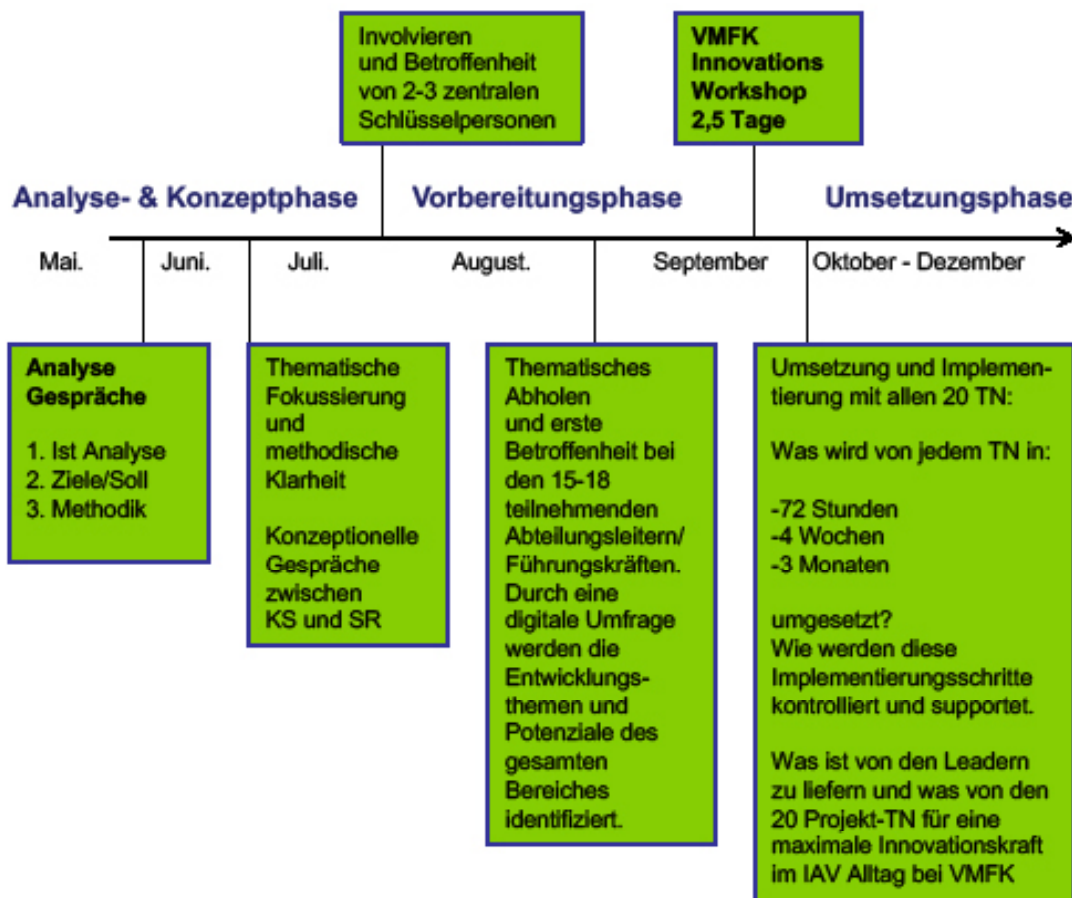 Involvieren
und Betroffenheit
von 2-3 zentralen
Schlüsselpersonen
VMFK
Innovations
Workshop
2,5 Tage
Analyse- & Konzeptphase
Vorbereitungsphase
Umsetzungsphase
Mai.
Juni.
Juli.
August.
September
Oktober - Dezember
Analyse
Gespräche
1. Ist Analyse
2. Ziele/Soll
3. Methodik
Thematische
Fokussierung
und
methodische
Klarheit
Konzeptionelle
Gespräche
zwischen
KS und SR
Thematisches
Abholen
und erste
Betroffenheit bei
den 15-18
teilnehmenden
Abteilungsleitern/
Führungskräften.
Durch eine
digitale Umfrage
werden die
Entwicklungs-
themen und
Potenziale des
gesamten
Bereiches
identifiziert.
Umsetzung und Implemen-
tierung mit allen 20 TN:
Was wird von jedem TN in:
-72 Stunden
-4 Wochen
-3 Monaten
umgesetzt?
Wie werden diese
Implementierungsschritte
kontrolliert und supportet.
Was ist von den Leadern
zu liefern und was von den
20 Projekt-TN für eine
maximale Innovationskraft
im IAV Alltag bei VMFK